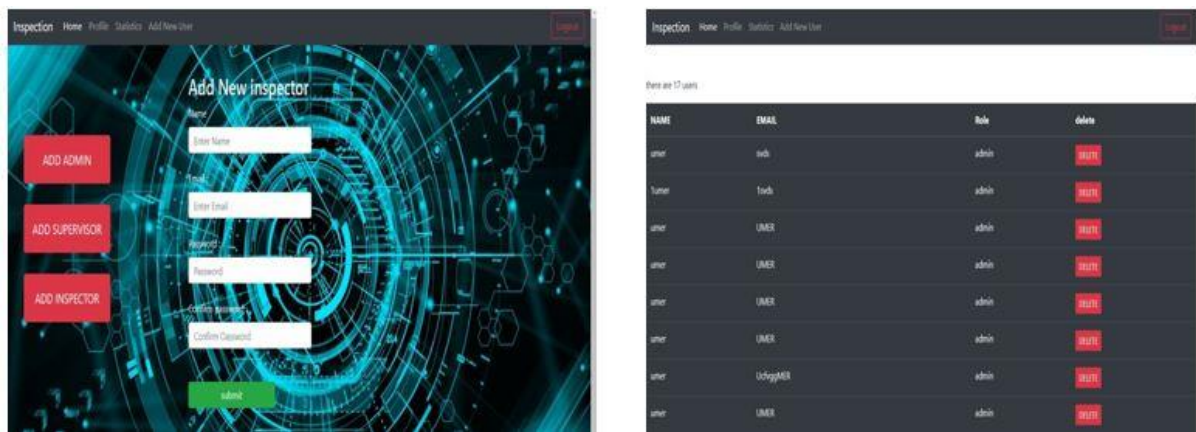 Inspection Home Profile Statistics Add New User Logout
Add New inspector
Name
Enter Name
ADD ADMIN
Email
Enter Email
ADD SUPERVISOR
Password
Password
ADD INSPECTOR
Confirm password
Confirm Password
submit
Inspection Home Profile Statistics Add New User Logout
there are 17 users
NAME EMAIL Role delete
umer svds admin DELETE
1umer 1svds admin DELETE
umer UMER admin DELETE
umer UMER admin DELETE
umer UMER admin DELETE
umer UMER admin DELETE
umer admin DELETE
umer UMER admin DELETE